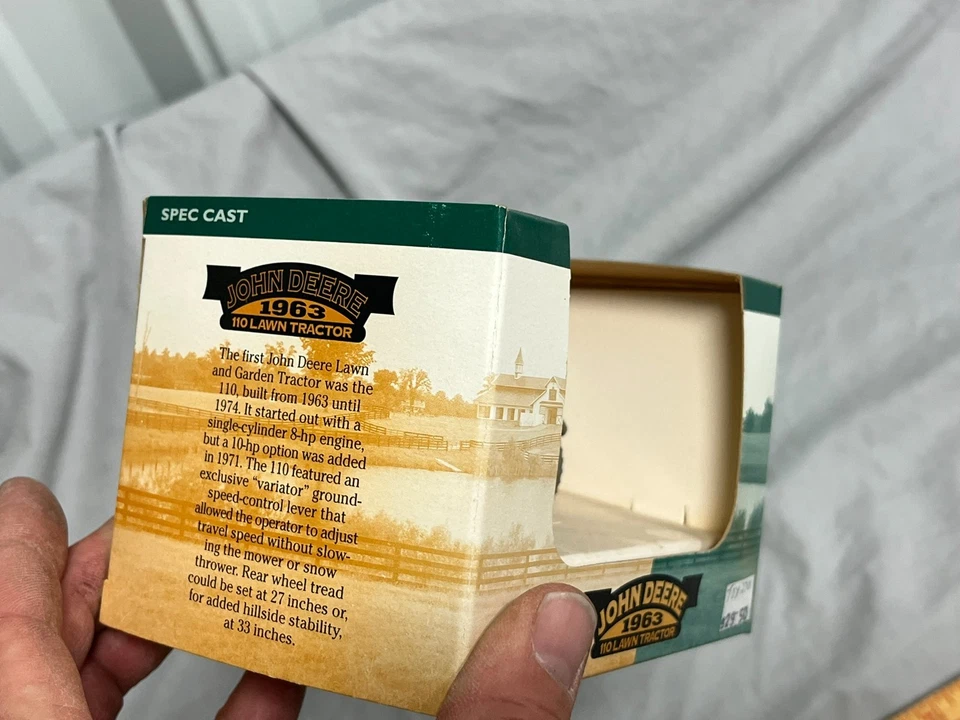 SPEC CAST
JOHN DEERE
1963
110 LAWN TRACTOR
The first John Deere Lawn
and Garden Tractor was the
110, built from 1963 until
1974. It started out with a
single-cylinder 8-hp engine,
but a 10-hp option was added
in 1971. The 110 featured an
exclusive “variator” ground-
speed-control lever that
allowed the operator to adjust
travel speed without slow-
ing the mower or snow
thrower. Rear wheel tread
could be set at 27 inches or,
for added hillside stability,
at 33 inches.
JOHN DEERE
1963
110 LAWN TRACTOR